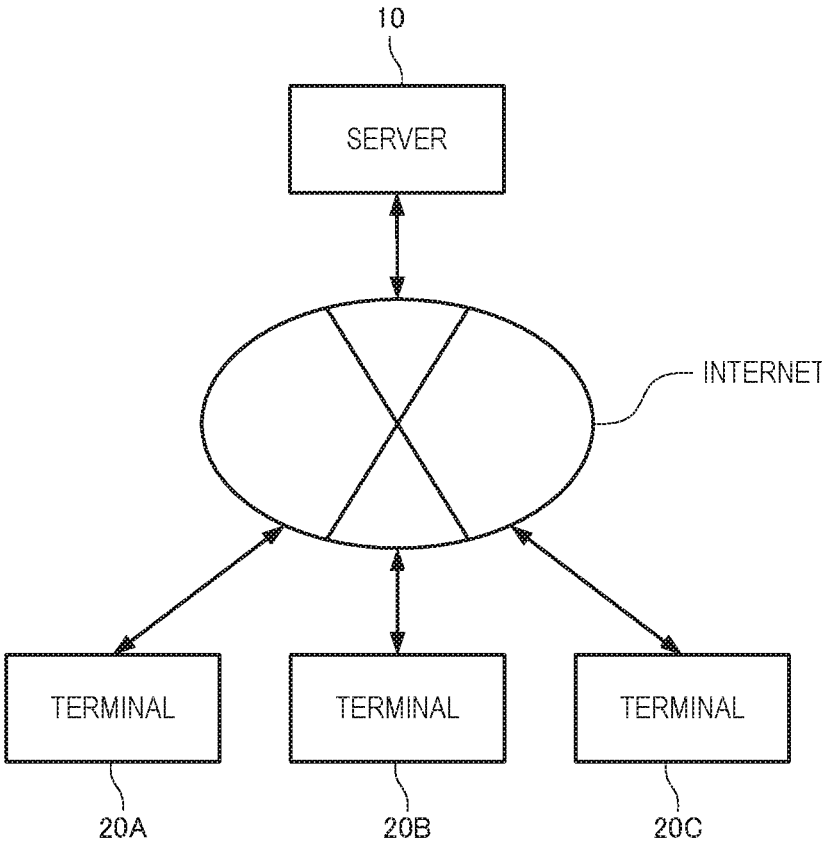 10
SERVER
INTERNET
TERMINAL
TERMINAL
TERMINAL
20A
20B
20C